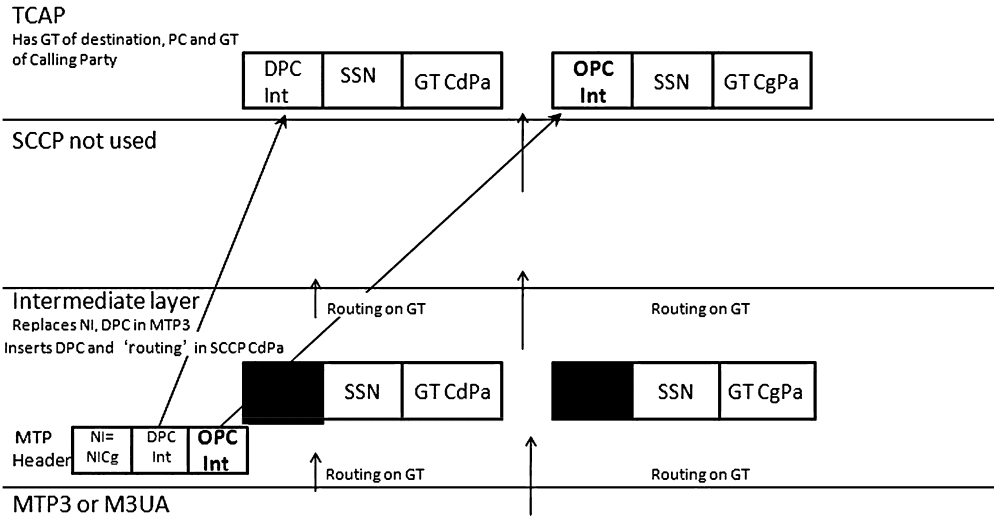 TCAP
Has GT of destination, PC and GT
of Calling Party
DPC Int
SSN
GT CdPa
OPC Int
SSN
GT CgPa
SCCP not used
Intermediate layer
Replaces NI, DPC in MTP3
Inserts DPC and ‘routing’ in SCCP CdPa
Routing on GT
Routing on GT
SSN
GT CdPa
SSN
GT CgPa
MTP
Header
NI=
NICg
DPC
Int
OPC
Int
Routing on GT
Routing on GT
MTP3 or M3UA